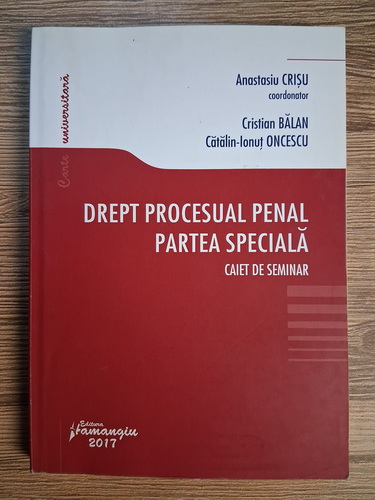 Anastasiu CRIȘU
coordonator
Cristian BĂLAN
Cătălin-Ionuț ONCESCU
Carte universitară
DREPT PROCESUAL PENAL
PARTEA SPECIALĂ
CAIET DE SEMINAR
Editura
Hamangiu
2017